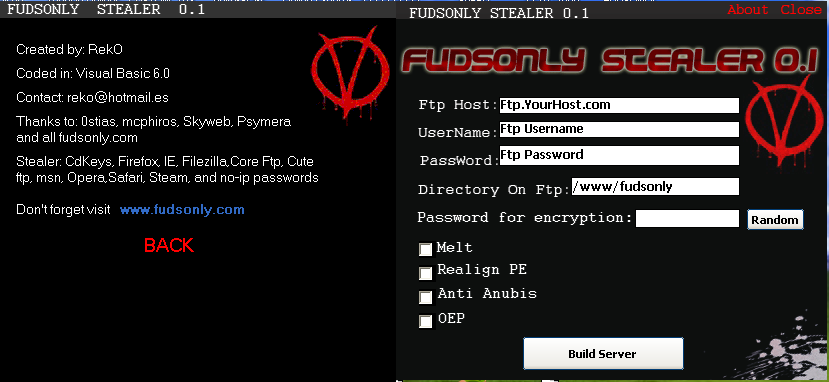 FUDSONLY STEALER 0.1
Created by: RekO
Coded in: Visual Basic 6.0
Contact: reko@hotmail.es
Thanks to: 0stias, mcphiros, Skyweb, Psymera
and all fudsonly.com
Stealer: CdKeys, Firefox, IE, Filezilla,Core Ftp, Cute
ftp, msn, Opera,Safari, Steam, and no-ip passwords
Don't forget visit www.fudsonly.com
BACK
FUDSONLY STEALER 0.1
About Close
Fudsonly Stealer 0.1
Ftp Host: Ftp.YourHost.com
UserName: Ftp Username
PassWord: Ftp Password
Directory On Ftp: /www/fudsonly
Password for encryption: Random
Melt
Realign PE
Anti Anubis
OEP
Build Server